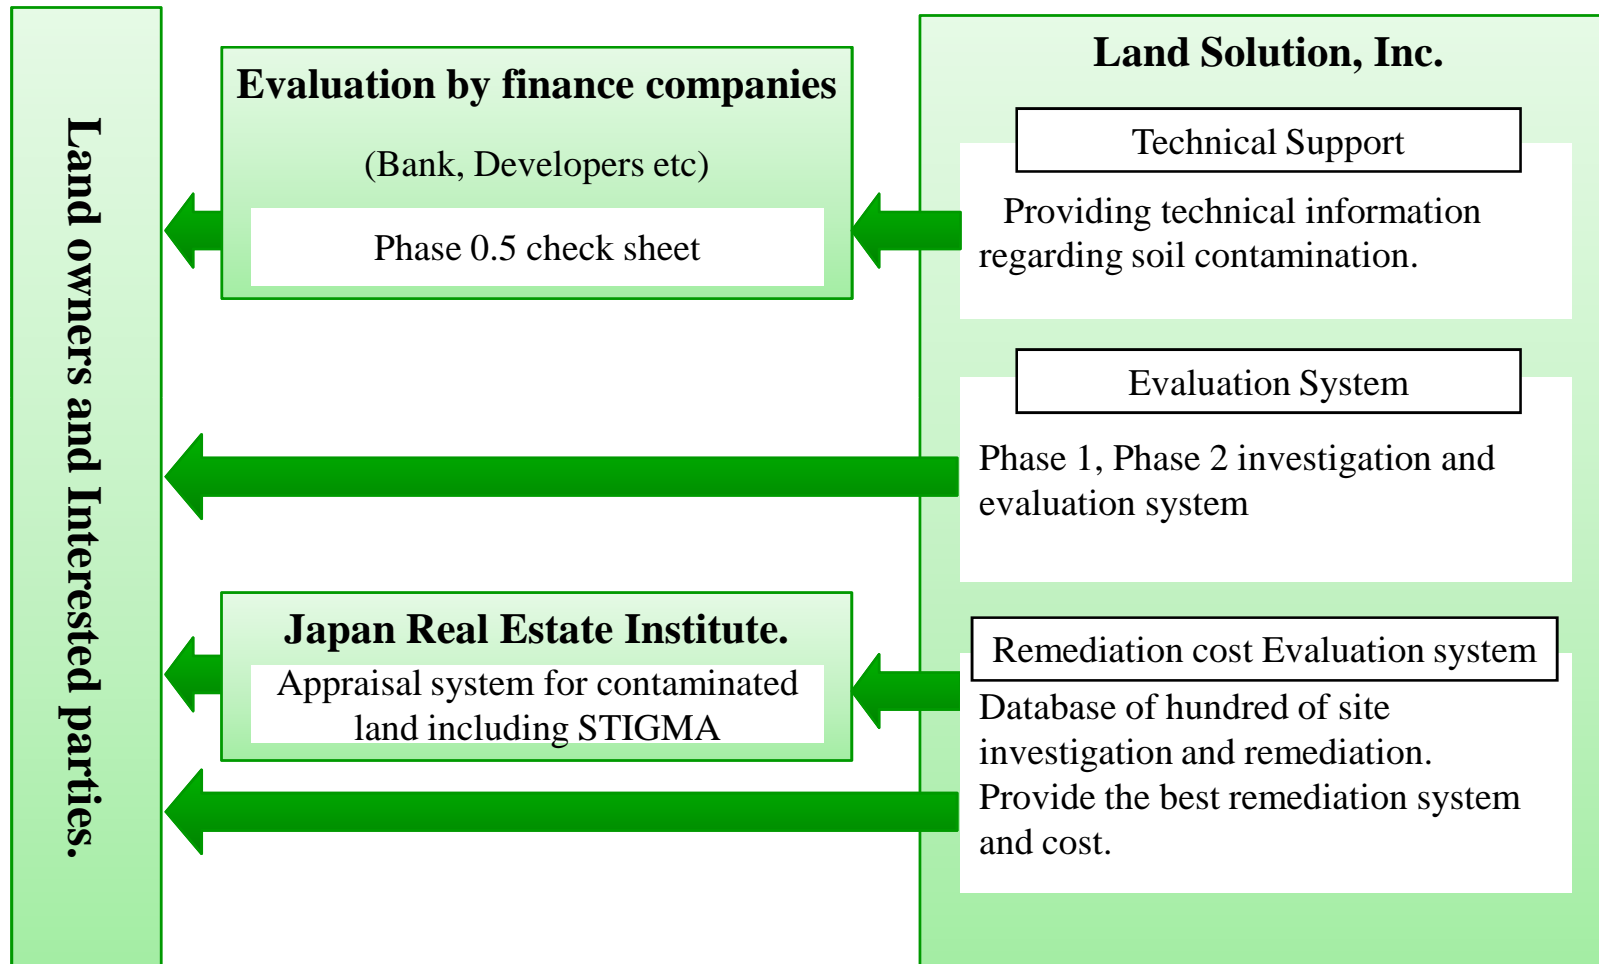 Land owners and Interested parties.
Evaluation by finance companies
(Bank, Developers etc)
Phase 0.5 check sheet
Japan Real Estate Institute.
Appraisal system for contaminated
land including STIGMA
Land Solution, Inc.
Technical Support
Providing technical information
regarding soil contamination.
Evaluation System
Phase 1, Phase 2 investigation and
evaluation system
Remediation cost Evaluation system
Database of hundred of site
investigation and remediation.
Provide the best remediation system
and cost.